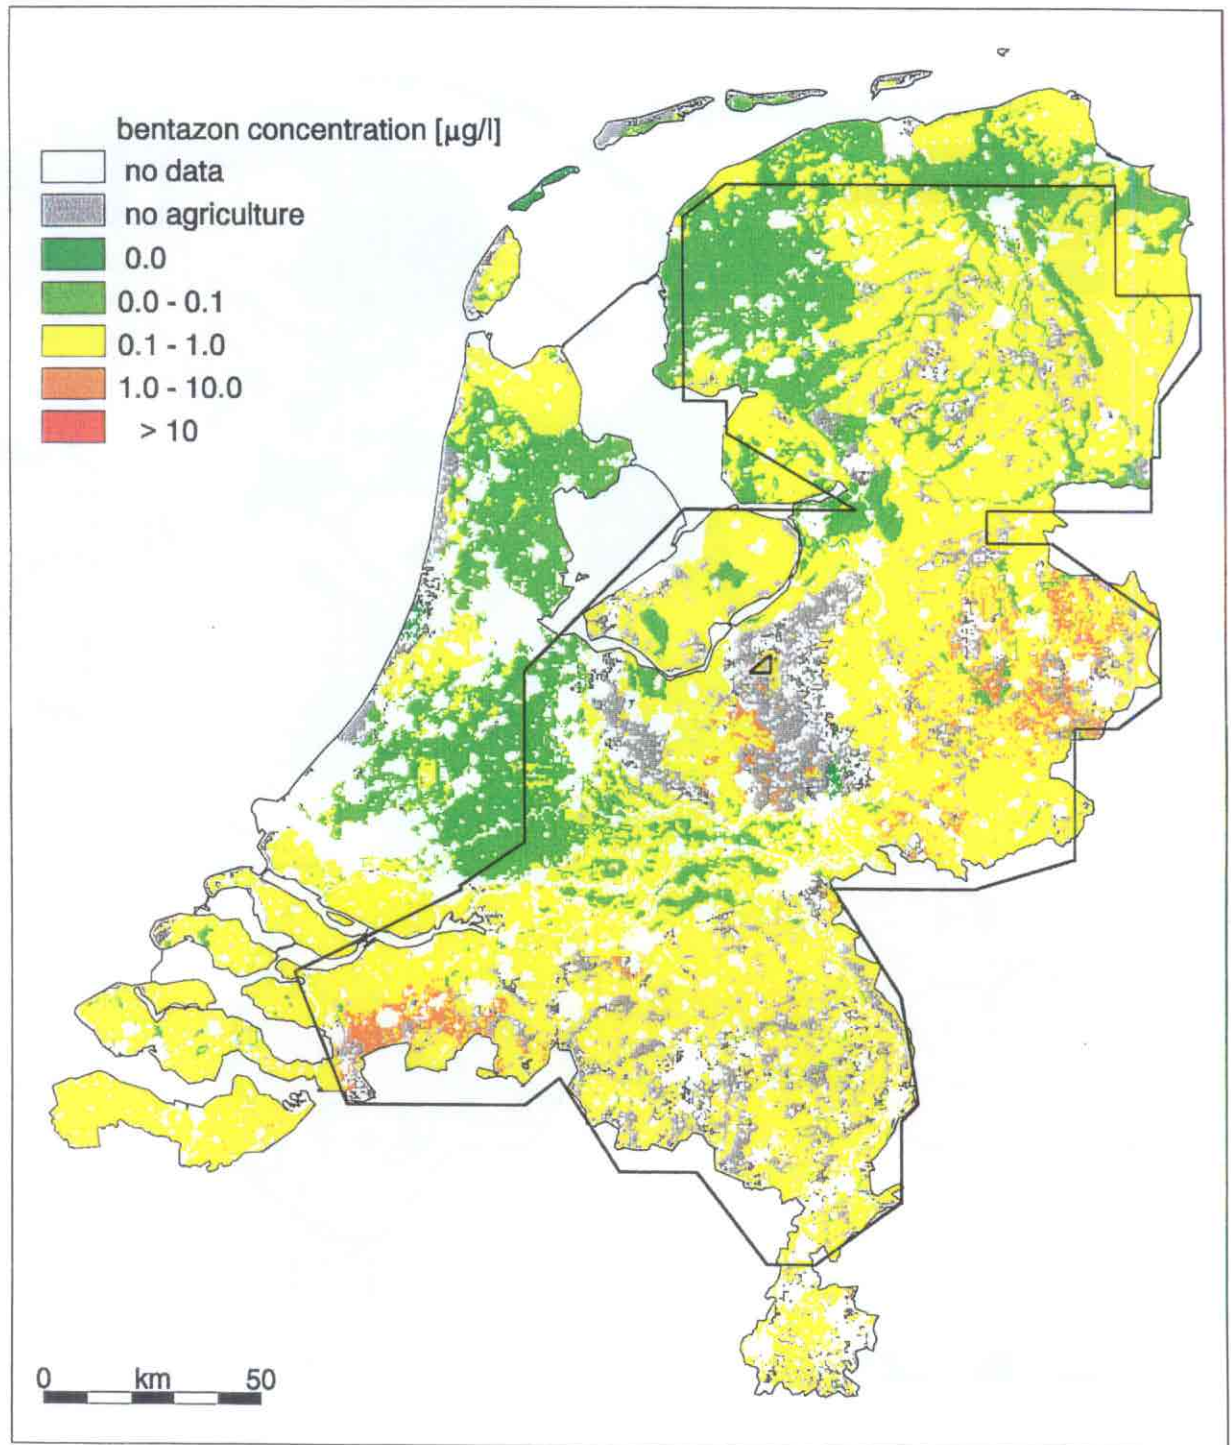 bentazon concentration [µg/l]
no data
no agriculture
0.0
0.0 - 0.1
0.1 - 1.0
1.0 - 10.0
> 10
0 km 50